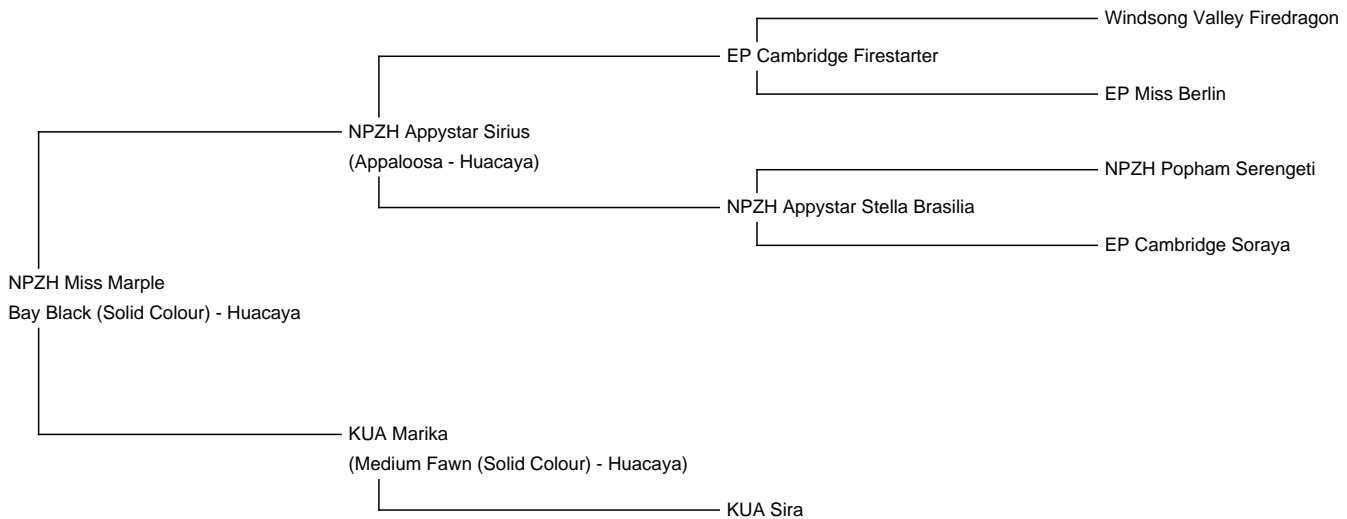 Windsong Valley Firedragon
EP Cambridge Firestarter
EP Miss Berlin
NPZH Appystar Sirius
(Appaloosa - Huacaya)
NPZH Popham Serengeti
NPZH Appystar Stella Brasilia
EP Cambridge Soraya
NPZH Miss Marple
Bay Black (Solid Colour) - Huacaya
KUA Marika
(Medium Fawn (Solid Colour) - Huacaya)
KUA Sira